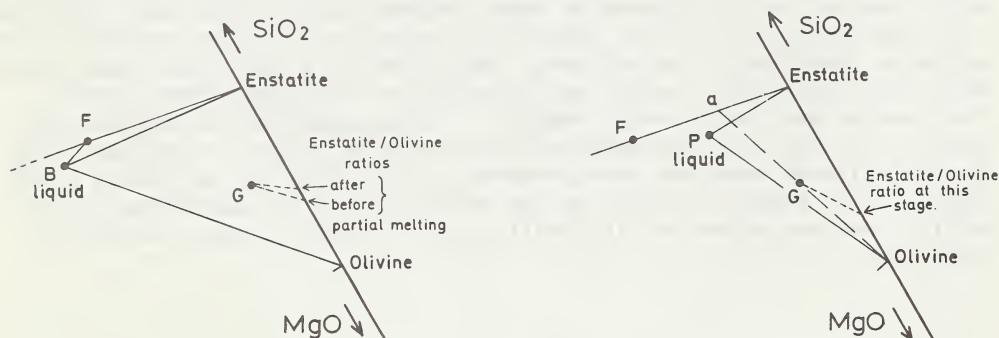 SiO2
Enstatite
F
B
liquid
Enstatite/Olivine
ratios
after
before
partial melting
G
Olivine
MgO
SiO2
Enstatite
a
F
P
liquid
G
Enstatite/Olivine
ratio at this
stage.
Olivine
MgO